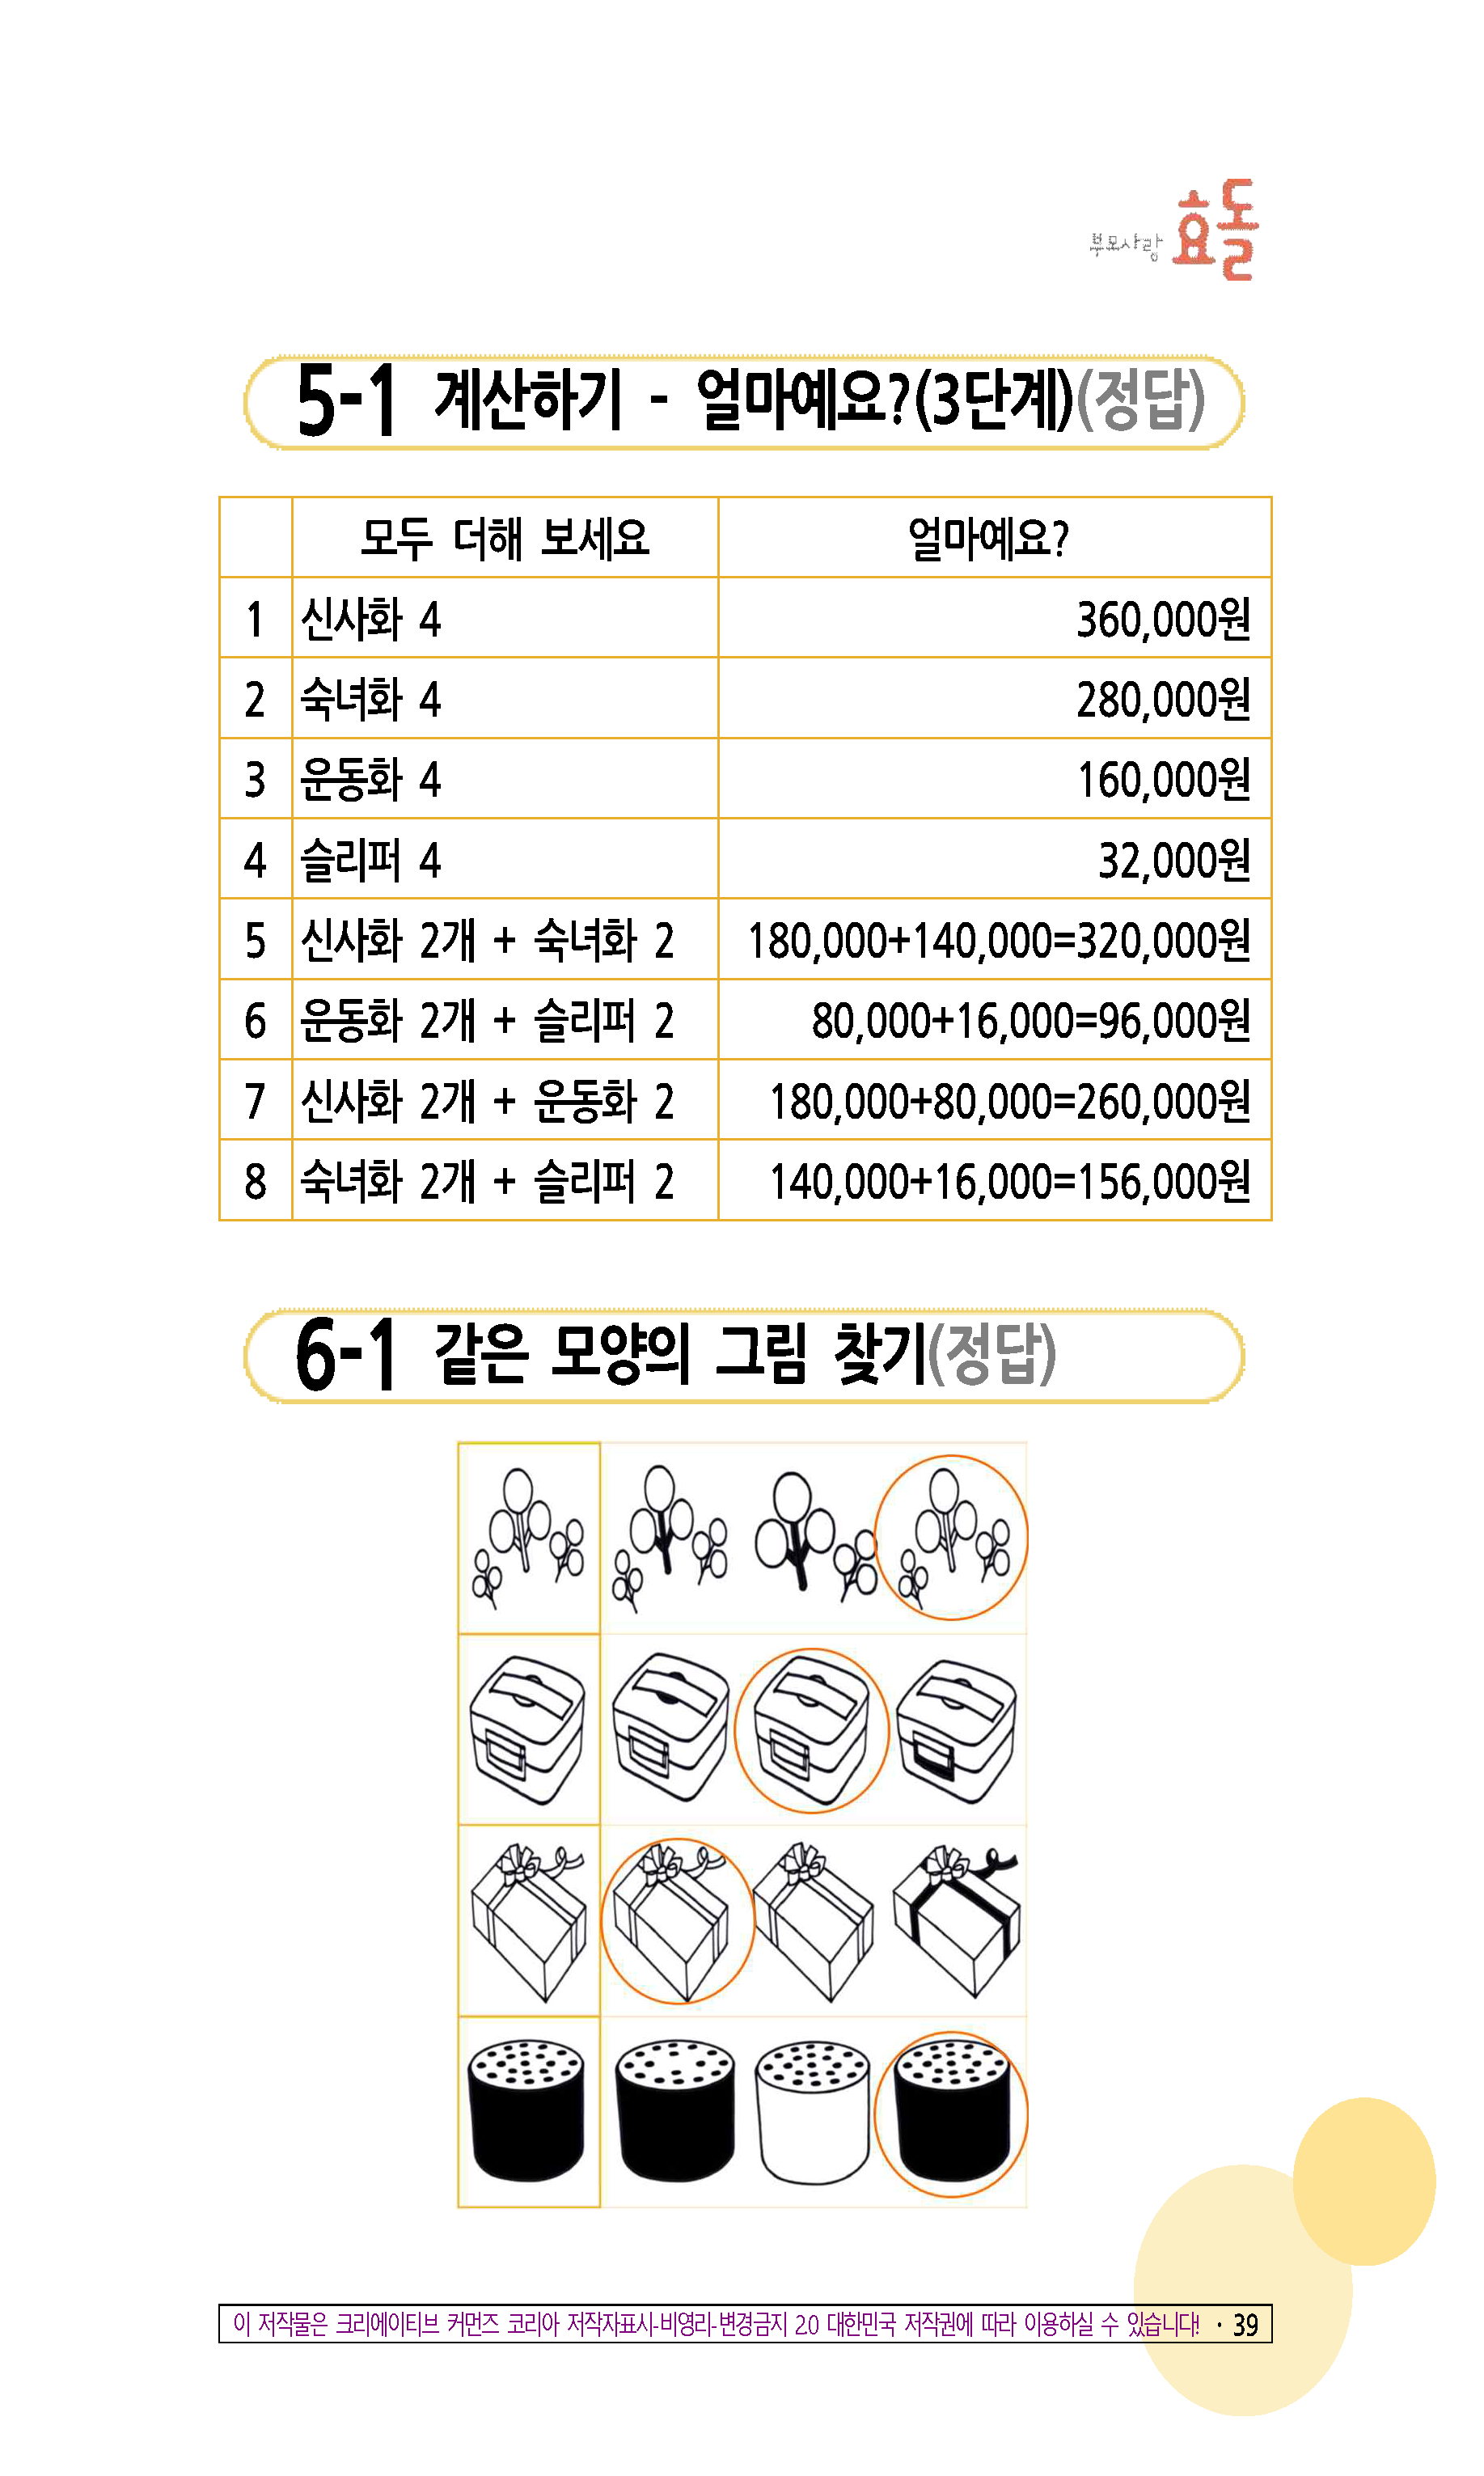 부모사랑 효돌
5-1 계산하기 - 얼마예요?(3단계)(정답)
모두 더해 보세요 얼마예요?
1 신사화 4 360,000원
2 숙녀화 4 280,000원
3 운동화 4 160,000원
4 슬리퍼 4 32,000원
5 신사화 2개 + 숙녀화 2 180,000+140,000=320,000원
6 운동화 2개 + 슬리퍼 2 80,000+16,000=96,000원
7 신사화 2개 + 운동화 2 180,000+80,000=260,000원
8 숙녀화 2개 + 슬리퍼 2 140,000+16,000=156,000원
6-1 같은 모양의 그림 찾기(정답)
이 저작물은 크리에이티브 커먼즈 코리아 저작자표시-비영리-변경금지 2.0 대한민국 저작권에 따라 이용하실 수 있습니다! · 39